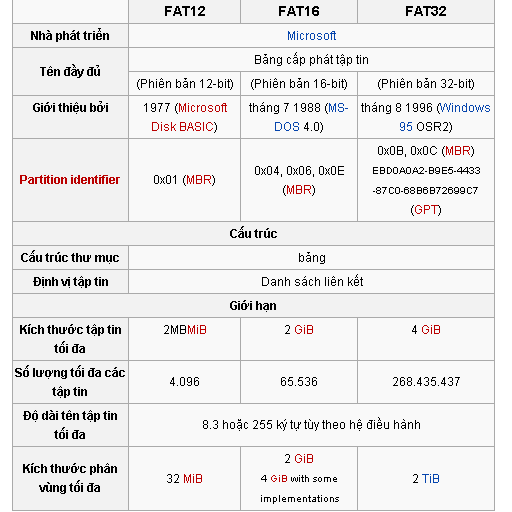 FAT12 FAT16 FAT32
Nhà phát triển Microsoft
Tên đầy đủ Bảng cấp phát tập tin
(Phiên bản 12-bit) (Phiên bản 16-bit) (Phiên bản 32-bit)
Giới thiệu bởi 1977 (Microsoft Disk BASIC) tháng 7 1988 (MS-DOS 4.0) tháng 8 1996 (Windows 95 OSR2)
Partition identifier 0x01 (MBR) 0x04, 0x06, 0x0E (MBR) 0x0B, 0x0C (MBR)
EBD0A0A2-B9E5-4433
-87C0-68B6B72699C7
(GPT)
Cấu trúc
Cấu trúc thư mục bảng
Định vị tập tin Danh sách liên kết
Giới hạn
Kích thước tập tin tối đa 2MBMiB 2 GiB 4 GiB
Số lượng tối đa các tập tin 4.096 65.536 268.435.437
Độ dài tên tập tin tối đa 8.3 hoặc 255 ký tự tùy theo hệ điều hành
Kích thước phân vùng tối đa 32 MiB 2 GiB
4 GiB with some
implementations
2 TiB